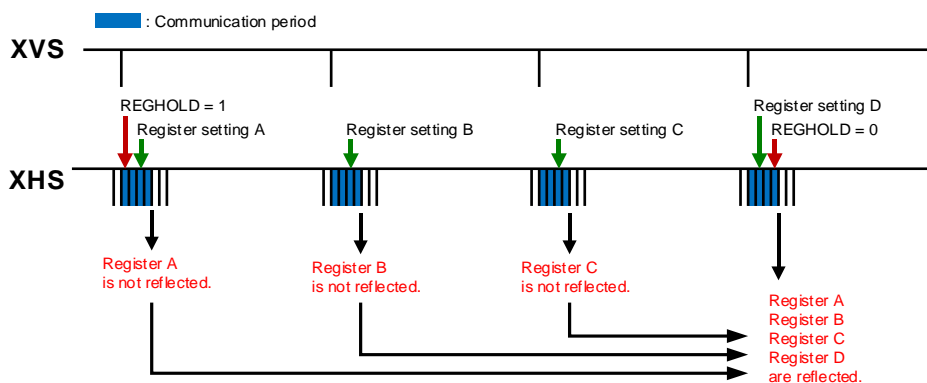 : Communication period
XVS
REGHOLD = 1
Register setting A
Register setting B
Register setting C
Register setting D
REGHOLD = 0
XHS
Register A
is not reflected.
Register B
is not reflected.
Register C
is not reflected.
Register A
Register B
Register C
Register D
are reflected.